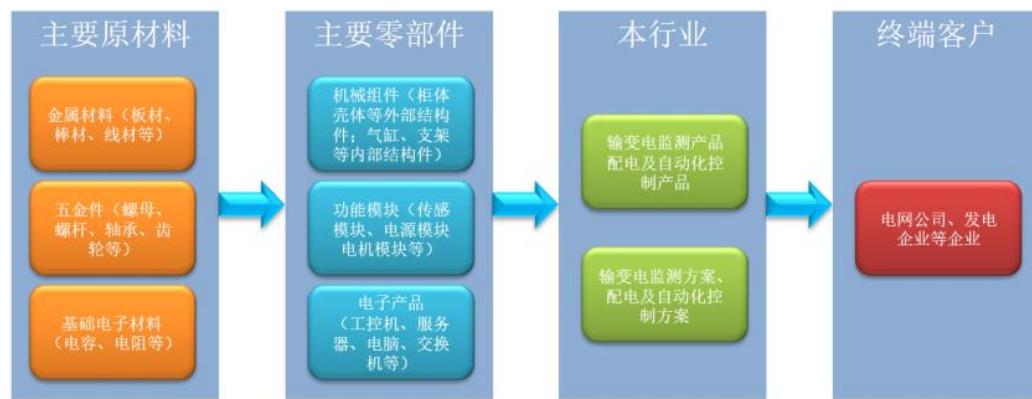 主要原材料
金属材料（板材、
棒材、线材等）
五金件（螺母、
螺杆、轴承、齿
轮等）
基础电子材料
（电容、电阻等）
主要零部件
机械组件（柜体
壳体等外部结构
件；气缸、支架
等内部结构件）
功能模块（传感
模块、电源模块
电机模块等）
电子产品
（工控机、服务
器、电脑、交换
机等）
本行业
输变电监测产品
配电及自动化控
制产品
输变电监测方案、
配电及自动化控
制方案
终端客户
电网公司、发电
企业等企业